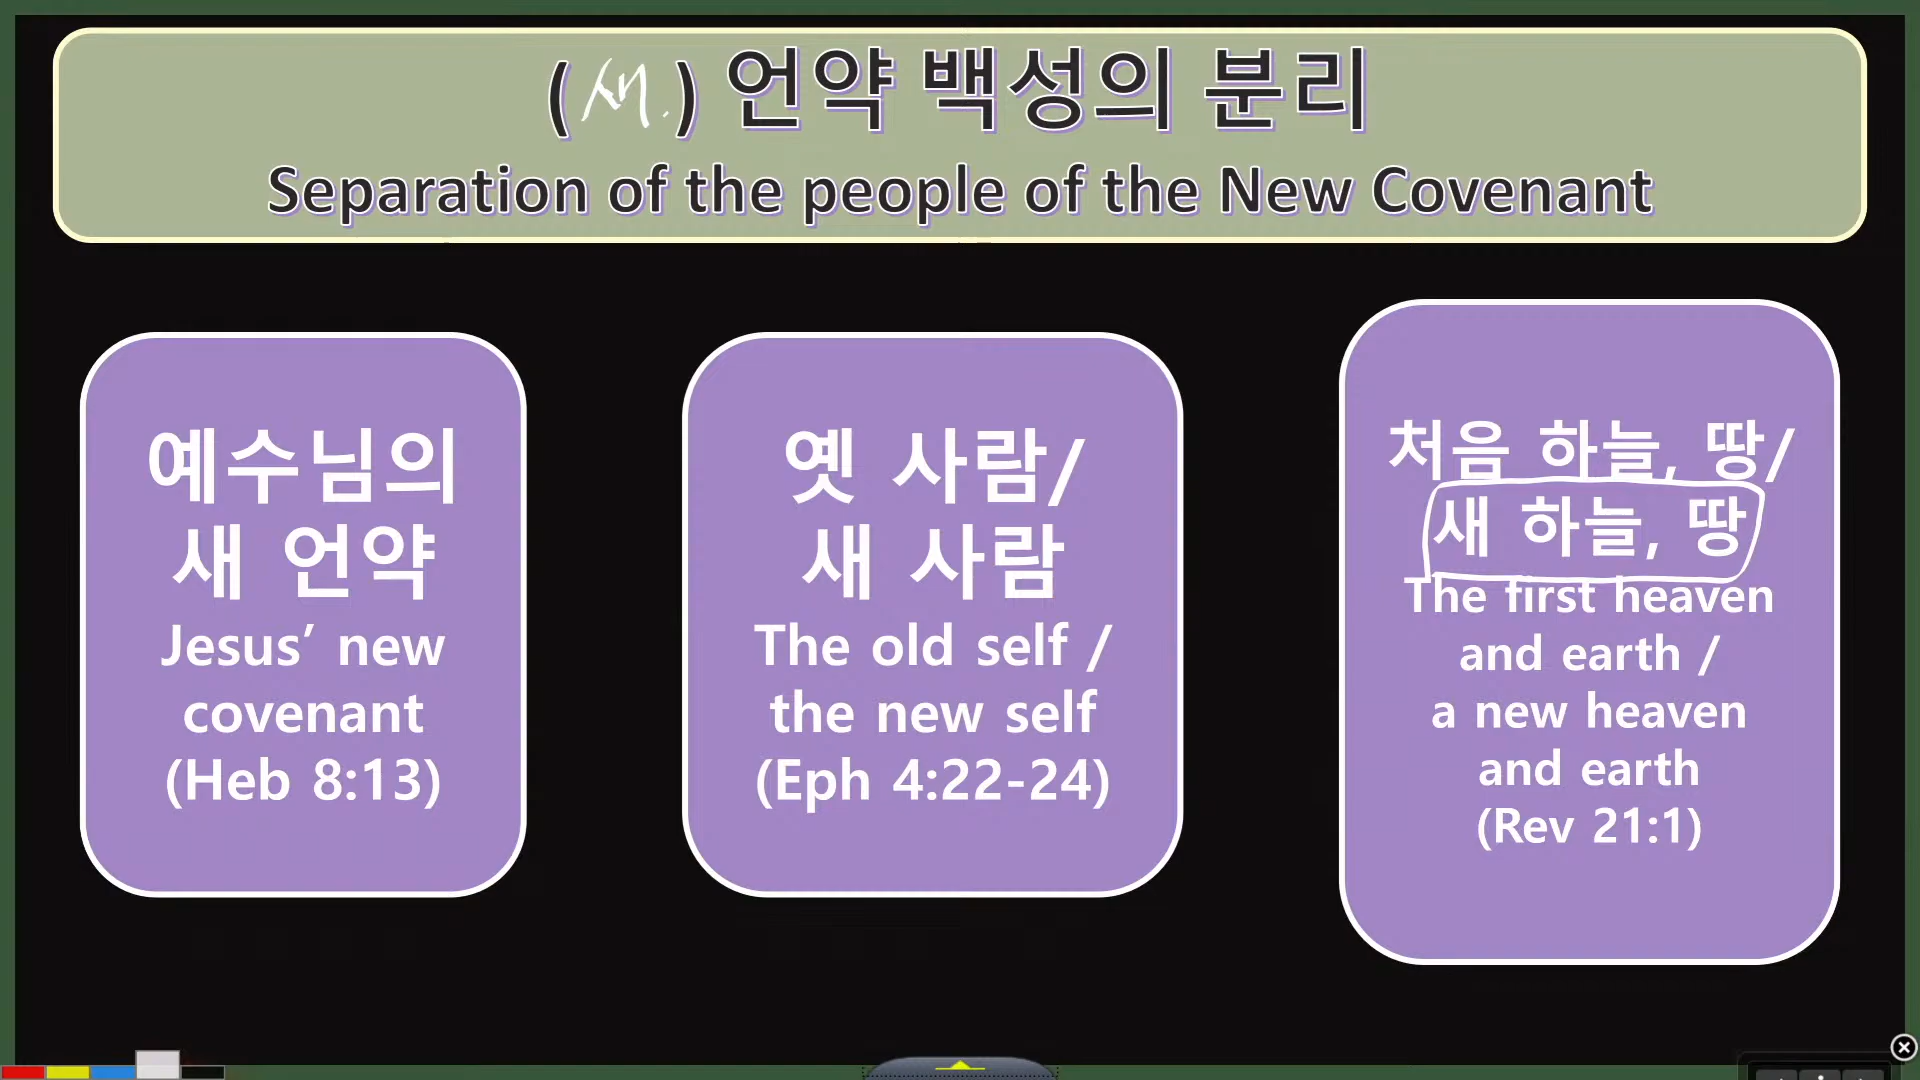 (새) 언약 백성의 분리
Separation of the people of the New Covenant
예수님의
새 언약
Jesus’ new
covenant
(Heb 8:13)
옛 사람/
새 사람
The old self /
the new self
(Eph 4:22-24)
처음 하늘, 땅/
새 하늘, 땅
The first heaven
and earth /
a new heaven
and earth
(Rev 21:1)